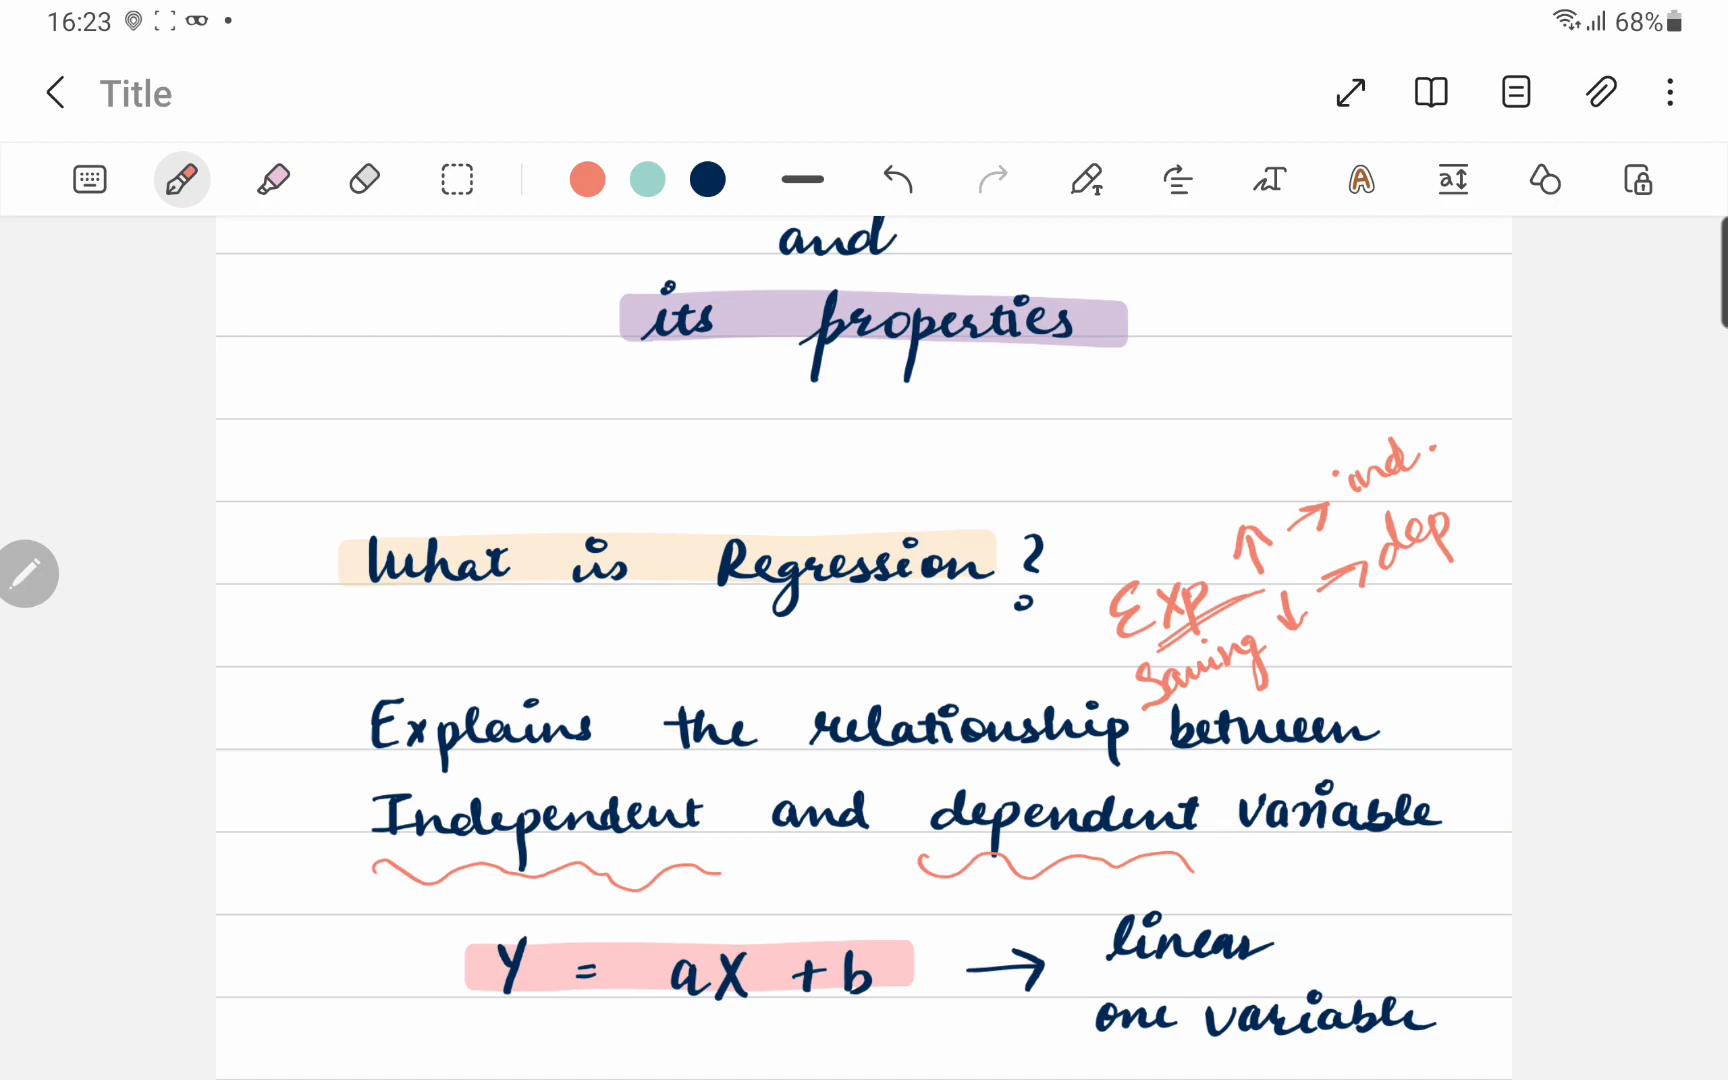 16:23
68%
Title
and
its properties
ind.
What is Regression ?
dep
Exp
Saving
Explains the relationship between
Independent and dependent variable
Y = aX + b → linear
one variable